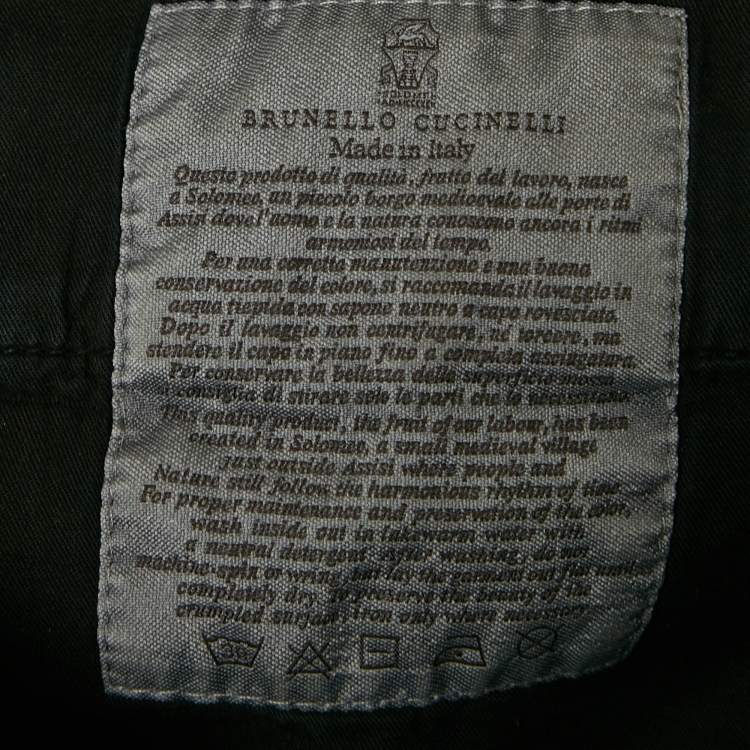 BRUNELLO CUCINELLI
Made in Italy
Questo prodotto di qualità, frutto del lavoro, nasce
a Solomeo, un piccolo borgo medioevale alle porte di
Assisi dove l'uomo e la natura conoscono ancora i ritmi
armoniosi del tempo.
Per una corretta manutenzione e una buona
conservazione del colore, si raccomanda il lavaggio in
acqua tiepida con sapone neutro a capo rovesciato.
Dopo il lavaggio non centrifugare, nè torcere, ma
stendere il capo in piano fino a completa asciugatura.
Per conservare la bellezza della superficie mossa
si consiglia di stirare solo le parti che lo necessitano.
This quality product, the fruit of our labour, has been
created in Solomeo, a small medieval village
just outside Assisi where people and
Nature still follow the harmonious rhythm of time.
For proper maintenance and preservation of the color,
wash inside out in lukewarm water with
a neutral detergent. After washing, do not
machine-spin or wring, but lay the garment out flat until
completely dry. To preserve the beauty of the
crumpled surface, iron only where necessary.
30